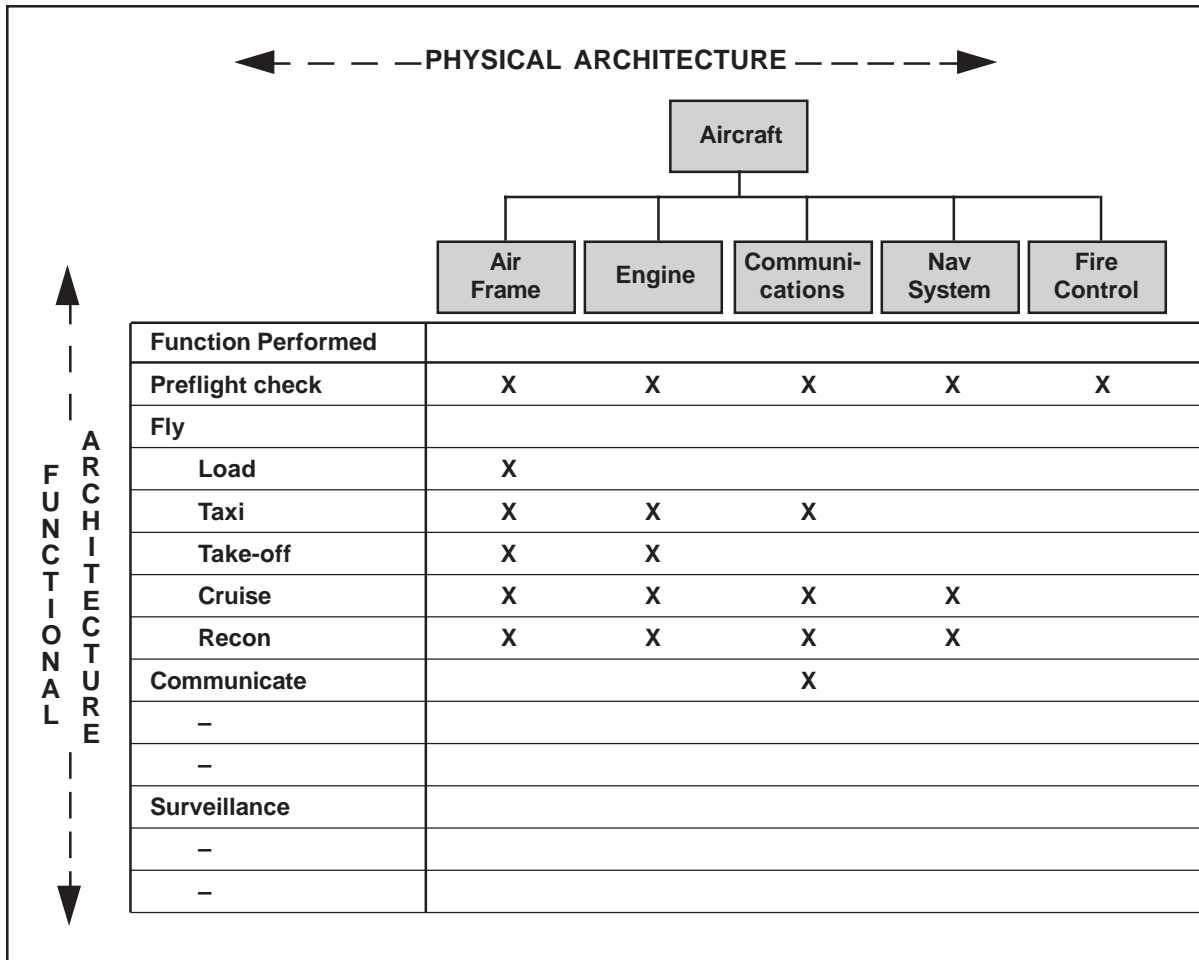 PHYSICAL ARCHITECTURE
Aircraft
Air
Frame
Engine
Communi-
cations
Nav
System
Fire
Control
FUNCTIONAL
ARCHITECTURE
Function Performed
Preflight check X X X X X
Fly
Load X
Taxi X X X
Take-off X X
Cruise X X X X
Recon X X X X
Communicate X
–
–
Surveillance
–
–